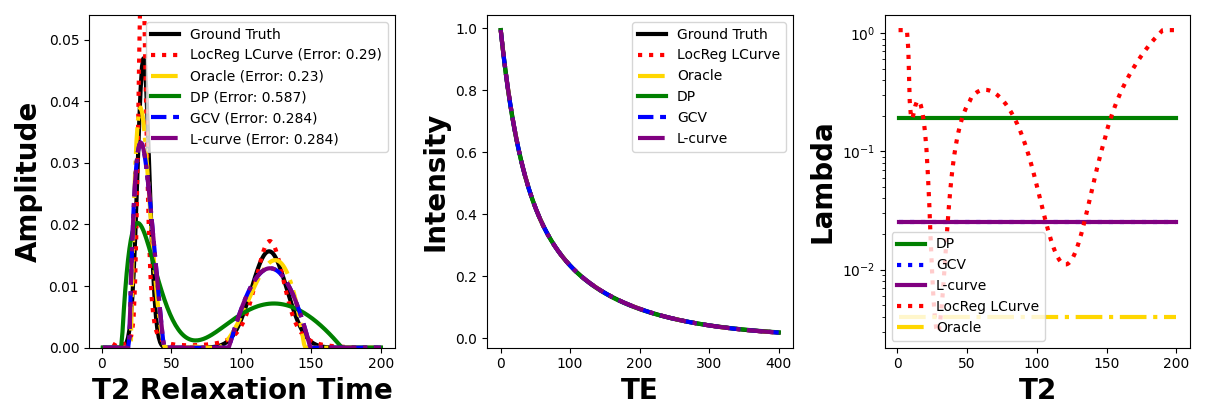 Amplitude
0.05
0.04
0.03
0.02
0.01
0.00
Ground Truth
LocReg LCurve (Error: 0.29)
Oracle (Error: 0.23)
DP (Error: 0.587)
GCV (Error: 0.284)
L-curve (Error: 0.284)
0 50 100 150 200
T2 Relaxation Time
Intensity
1.0
0.8
0.6
0.4
0.2
0.0
Ground Truth
LocReg LCurve
Oracle
DP
GCV
L-curve
0 100 200 300 400
TE
Lambda
10⁰
10⁻¹
10⁻²
DP
GCV
L-curve
LocReg LCurve
Oracle
0 50 100 150 200
T2